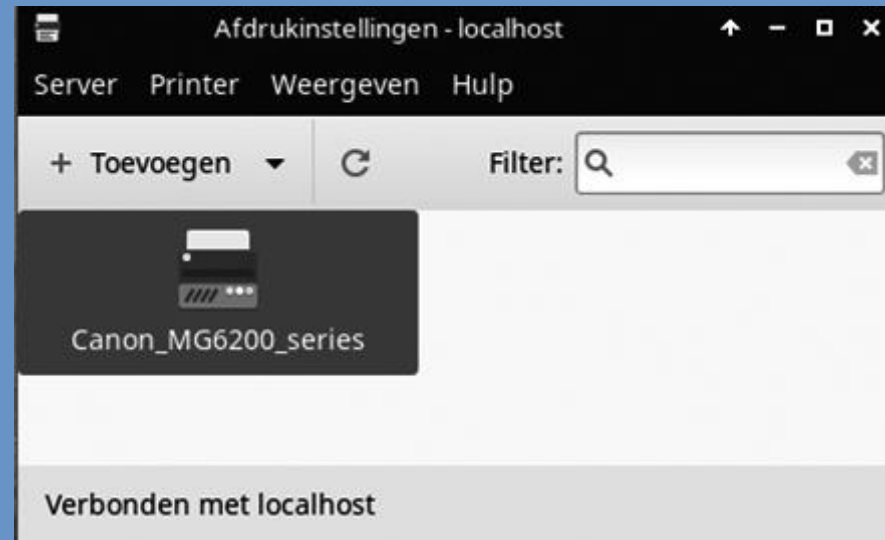 Afdrukinstellingen - localhost
Server Printer Weergeven Hulp
+ Toevoegen Filter:
Canon_MG6200_series
Verbonden met localhost